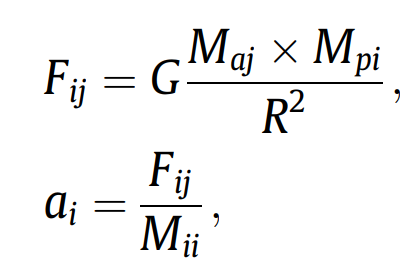 F_{ij} = G \frac{M_{aj} \times M_{pi}}{R^2},
a_i = \frac{F_{ij}}{M_{ii}},